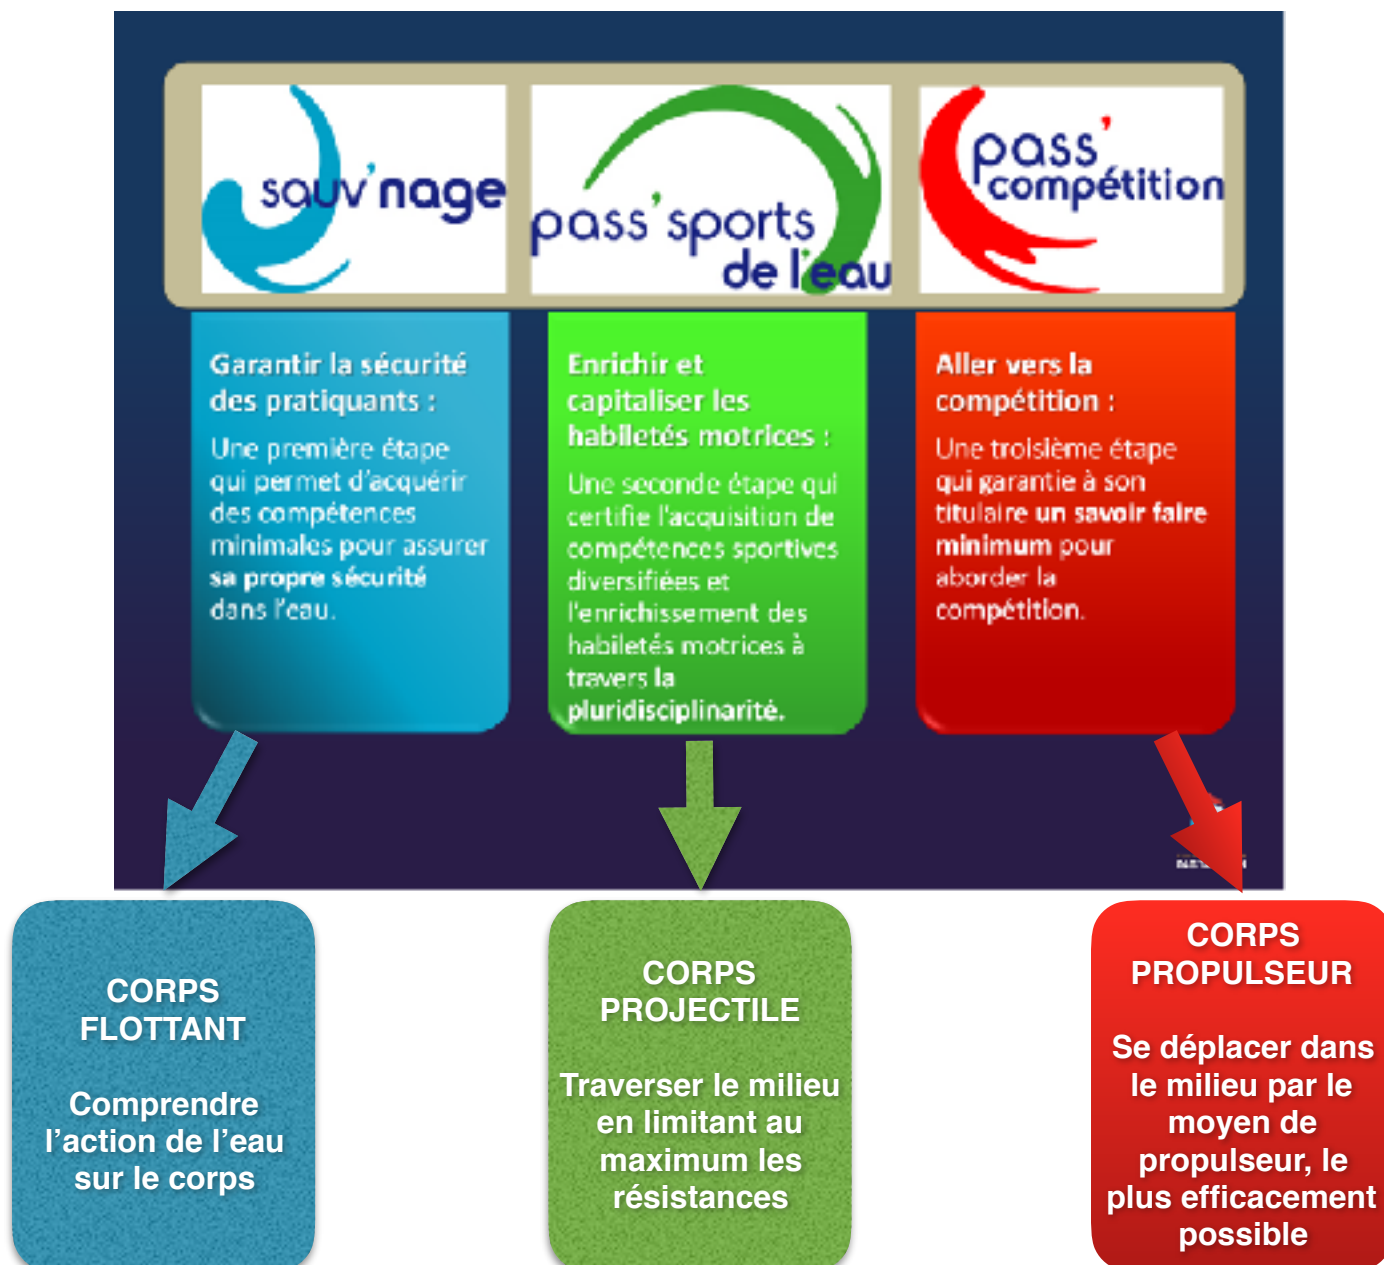 sauv'nage
pass'sports
de l'eau
pass'
compétition
Garantir la sécurité
des pratiquants :
Une première étape
qui permet d'acquérir
des compétences
minimales pour assurer
sa propre sécurité
dans l'eau.
Enrichir et
capitaliser les
habiletés motrices :
Une seconde étape qui
certifie l'acquisition de
compétences sportives
diversifiées et
l'enrichissement des
habiletés motrices à
travers la
pluridisciplinarité.
Aller vers la
compétition :
Une troisième étape
qui garantie à son
titulaire un savoir faire
minimum pour
aborder la
compétition.
CORPS
FLOTTANT
Comprendre
l'action de l'eau
sur le corps
CORPS
PROJECTILE
Traverser le milieu
en limitant au
maximum les
résistances
CORPS
PROPULSEUR
Se déplacer dans
le milieu par le
moyen de
propulseur, le
plus efficacement
possible